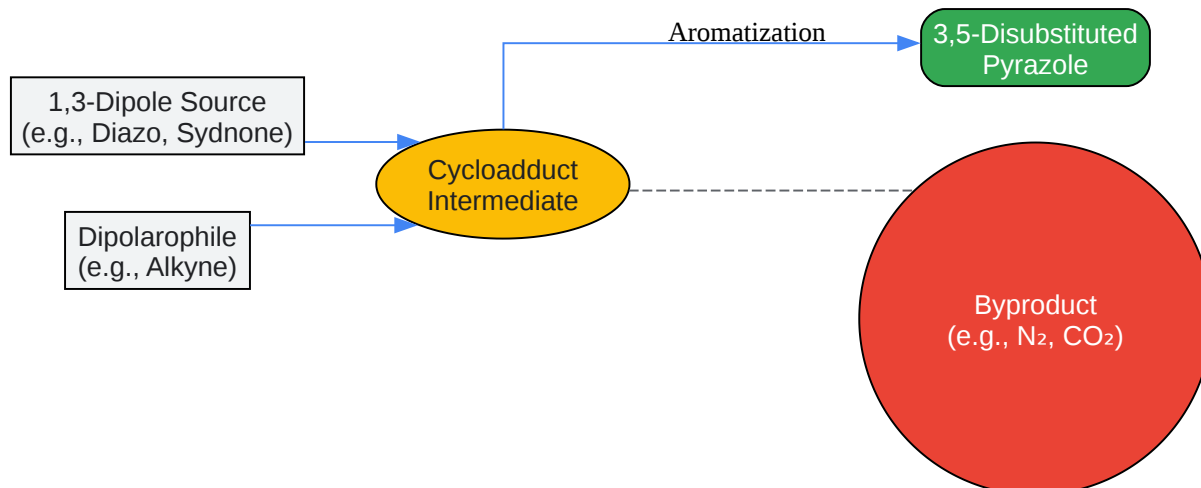 1,3-Dipole Source
(e.g., Diazo, Sydnone)
Dipolarophile
(e.g., Alkyne)
Cycloadduct
Intermediate
Aromatization
3,5-Disubstituted
Pyrazole
Byproduct
(e.g., N₂, CO₂)